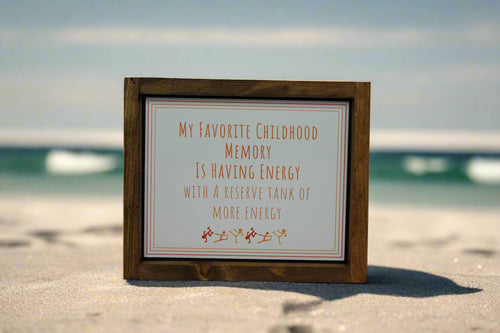 My Favorite Childhood
Memory
Is Having Energy
with a reserve tank of
more energy